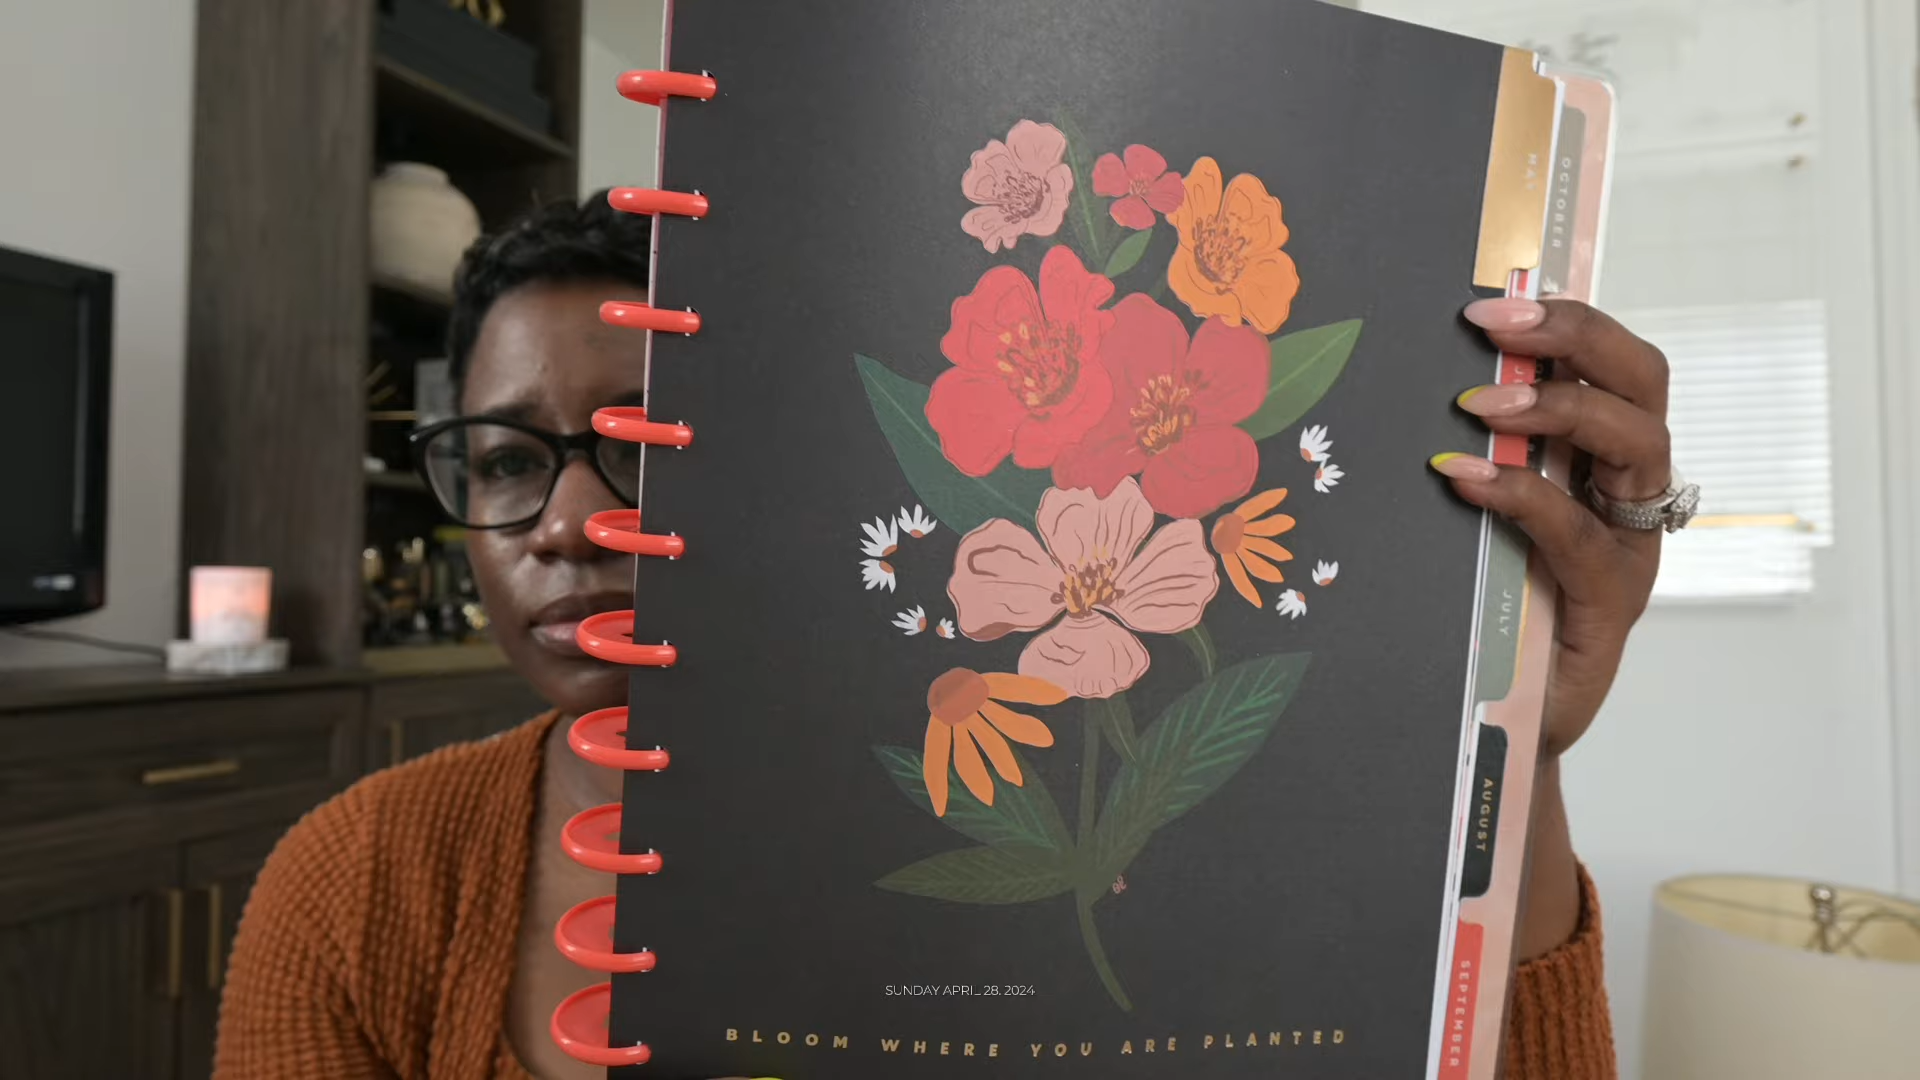 MAY
OCTOBER
JULY
AUGUST
SEPTEMBER
SUNDAY APRIL 28, 2024
BLOOM WHERE YOU ARE PLANTED